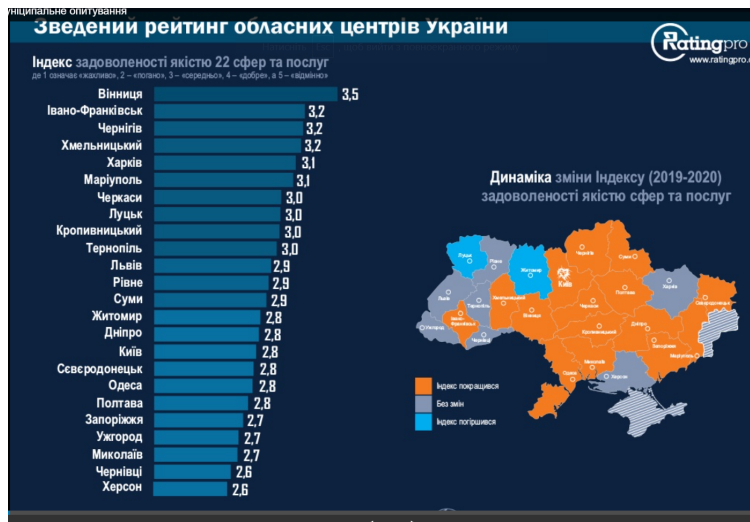 муніципальне опитування
Зведений рейтинг обласних центрів України
Ratingpro
www.ratingpro.
Індекс задоволеності якістю 22 сфер та послуг
де 1 означає «жахливо», 2 – «погано», 3 – «середньо», 4 – «добре», а 5 – «відмінно»
Вінниця 3,5
Івано-Франківськ 3,2
Чернігів 3,2
Хмельницький 3,2
Харків 3,1
Маріуполь 3,1
Черкаси 3,0
Луцьк 3,0
Кропивницький 3,0
Тернопіль 3,0
Львів 2,9
Рівне 2,9
Суми 2,9
Житомир 2,8
Дніпро 2,8
Київ 2,8
Сєвєродонецьк 2,8
Одеса 2,8
Полтава 2,8
Запоріжжя 2,7
Ужгород 2,7
Миколаїв 2,7
Чернівці 2,6
Херсон 2,6
Динаміка зміни Індексу (2019-2020)
задоволеності якістю сфер та послуг
Луцьк
Рівне
Житомир
Київ
Чернігів
Суми
Львів
Тернопіль
Хмельницький
Вінниця
Черкаси
Полтава
Харків
Сєвєродонецьк
Ужгород
Івано-Франківськ
Чернівці
Кропивницький
Дніпро
Запоріжжя
Маріуполь
Миколаїв
Одеса
Херсон
Індекс покращився
Без змін
Індекс погіршився